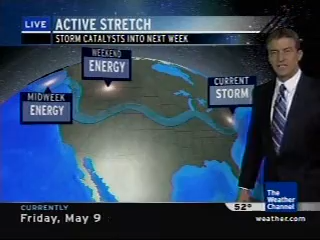 LIVE
ACTIVE STRETCH
STORM CATALYSTS INTO NEXT WEEK
WEEKEND
ENERGY
MIDWEEK
ENERGY
CURRENT
STORM
The
Weather
Channel
CURRENTLY
52°
Friday, May 9
weather.com